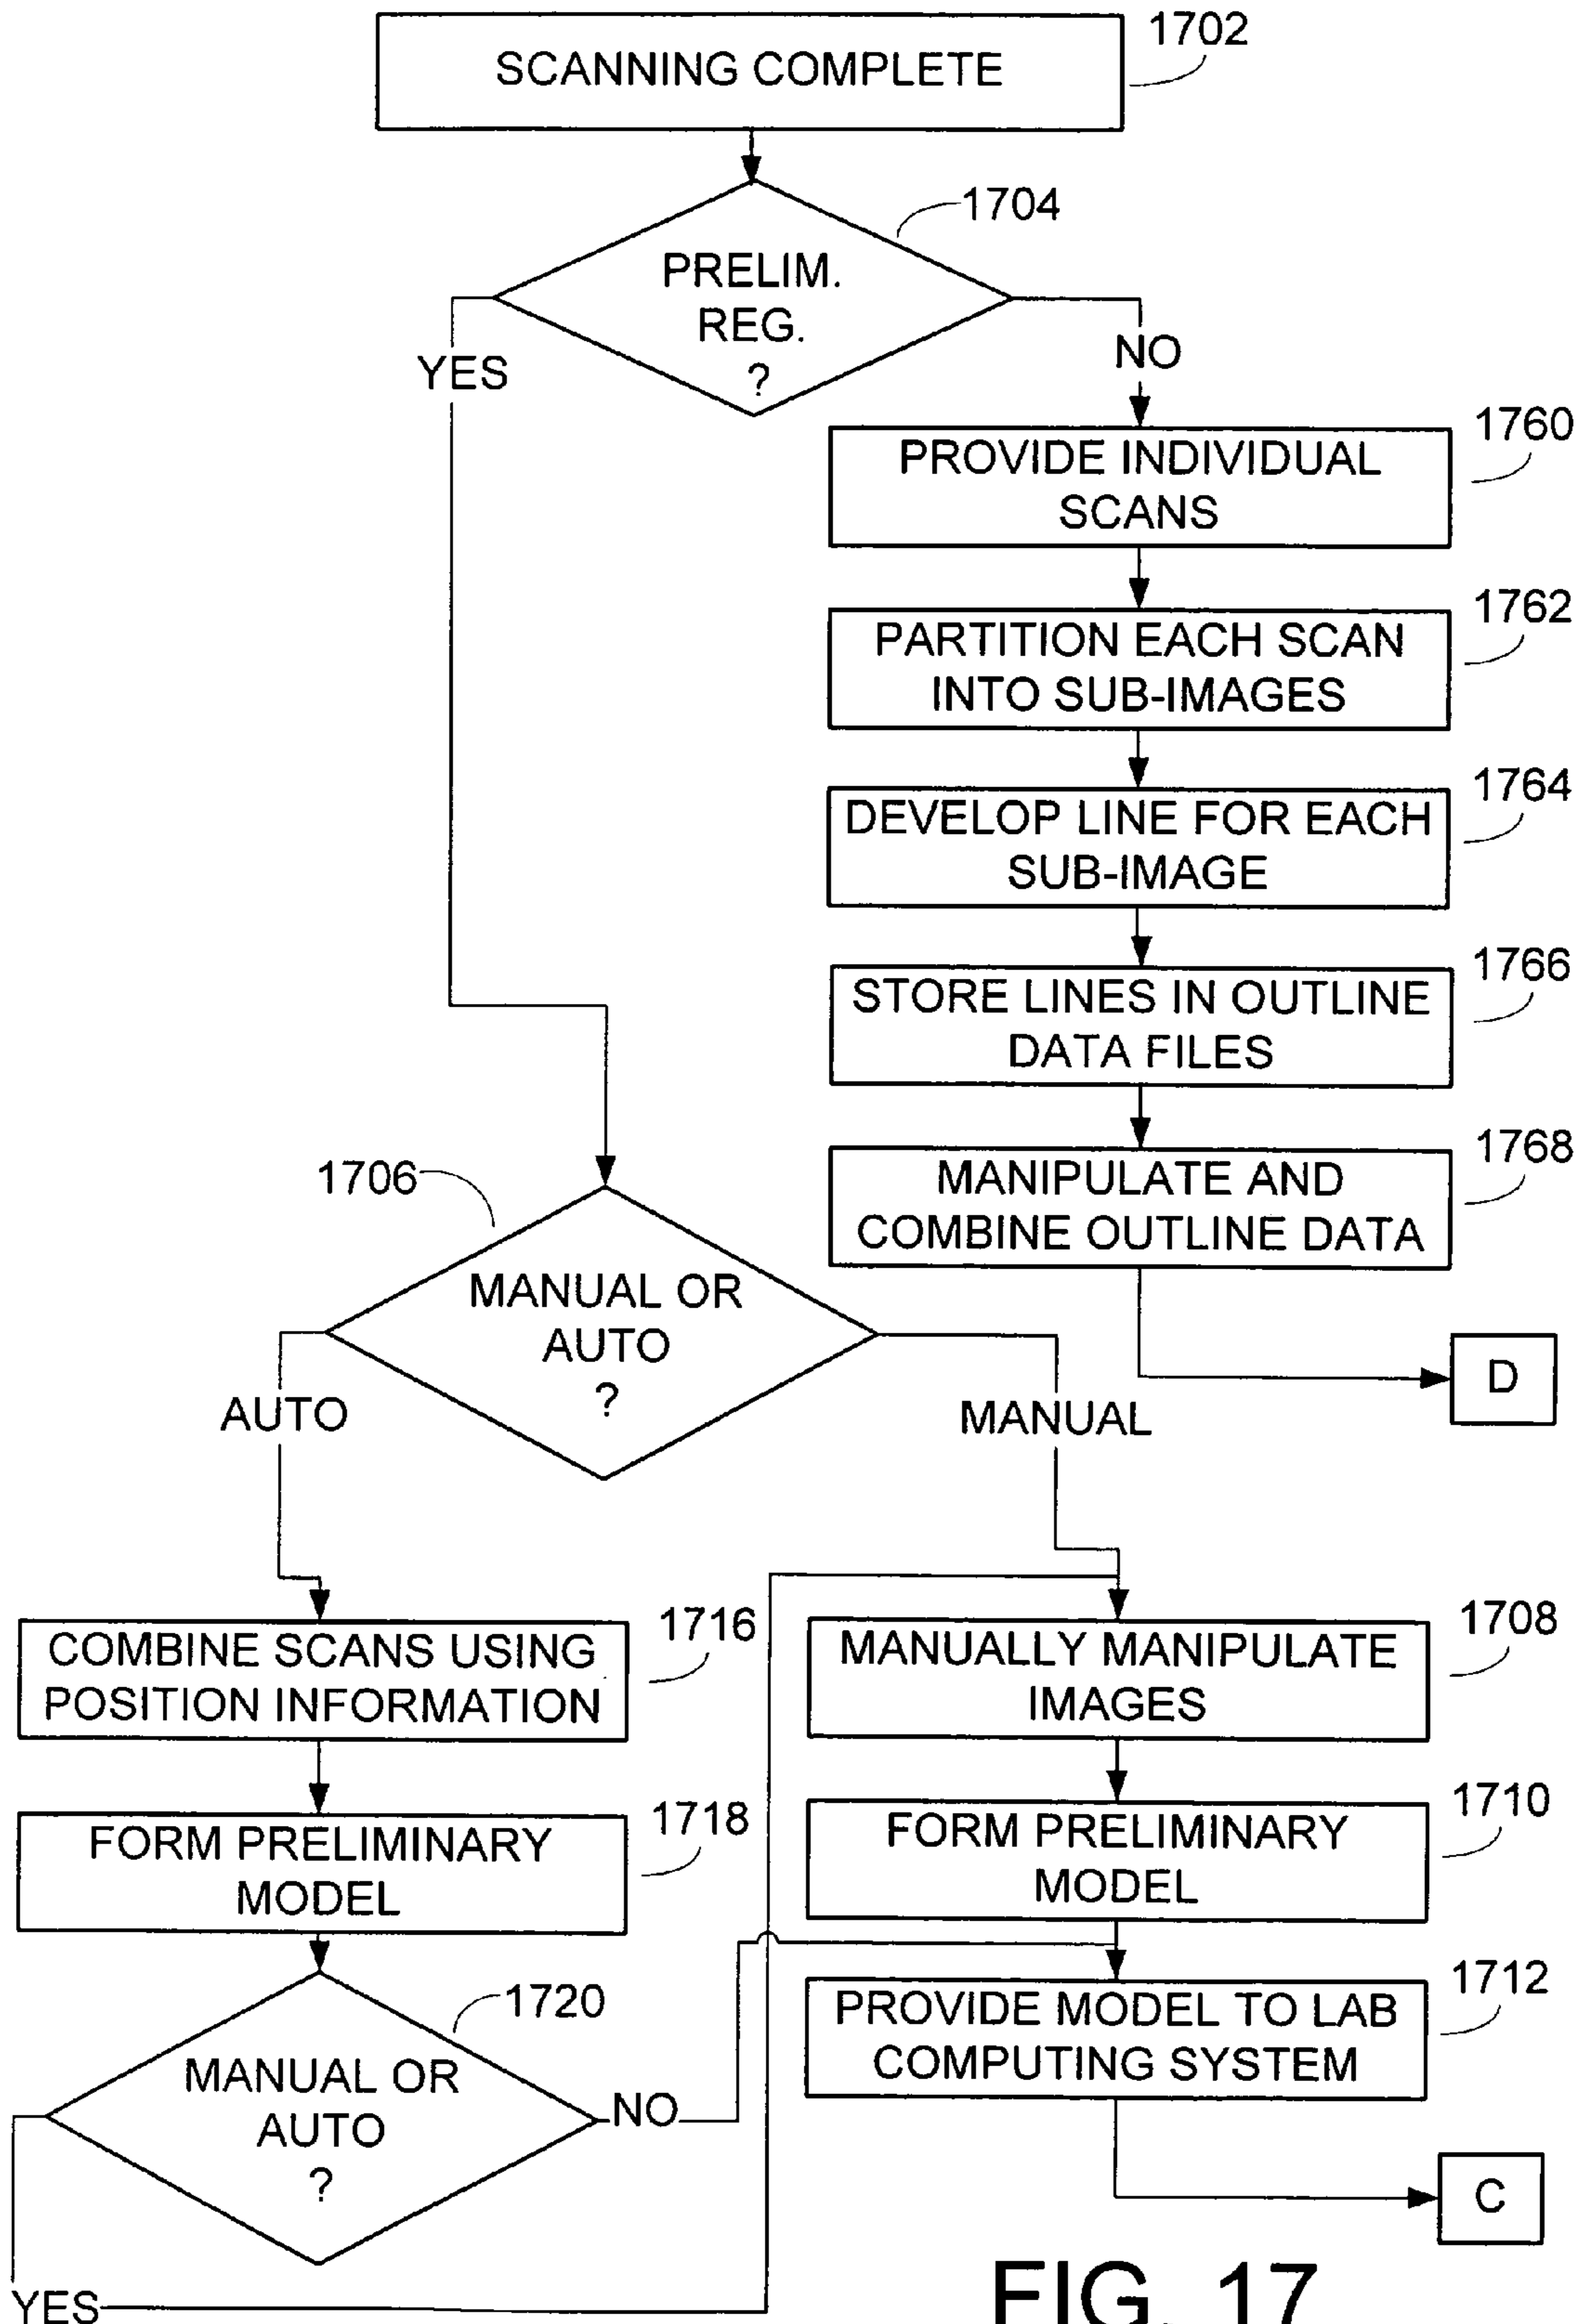 SCANNING COMPLETE
1702
1704
PRELIM.
REG.
?
YES
NO
1760
PROVIDE INDIVIDUAL
SCANS
1762
PARTITION EACH SCAN
INTO SUB-IMAGES
1764
DEVELOP LINE FOR EACH
SUB-IMAGE
1766
STORE LINES IN OUTLINE
DATA FILES
1768
MANIPULATE AND
COMBINE OUTLINE DATA
D
1706
MANUAL OR
AUTO
?
AUTO
MANUAL
1716
COMBINE SCANS USING
POSITION INFORMATION
1708
MANUALLY MANIPULATE
IMAGES
1718
FORM PRELIMINARY
MODEL
1710
FORM PRELIMINARY
MODEL
1720
MANUAL OR
AUTO
?
NO
YES
1712
PROVIDE MODEL TO LAB
COMPUTING SYSTEM
C
FIG. 17